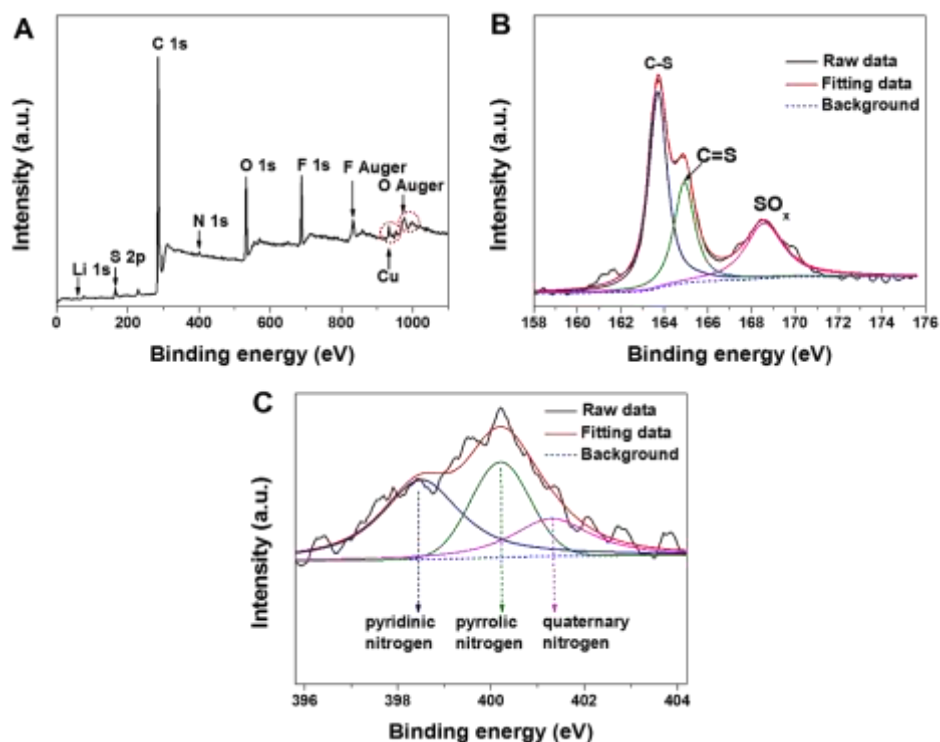 A
C 1s
O 1s
F 1s
F Auger
O Auger
N 1s
Li 1s
S 2p
Cu
Intensity (a.u.)
0 200 400 600 800 1000
Binding energy (eV)
B
C-S
Raw data
Fitting data
Background
C=S
SOx
Intensity (a.u.)
158 160 162 164 166 168 170 172 174 176
Binding energy (eV)
C
Raw data
Fitting data
Background
Intensity (a.u.)
pyridinic
nitrogen
pyrrolic
nitrogen
quaternary
nitrogen
396 398 400 402 404
Binding energy (eV)